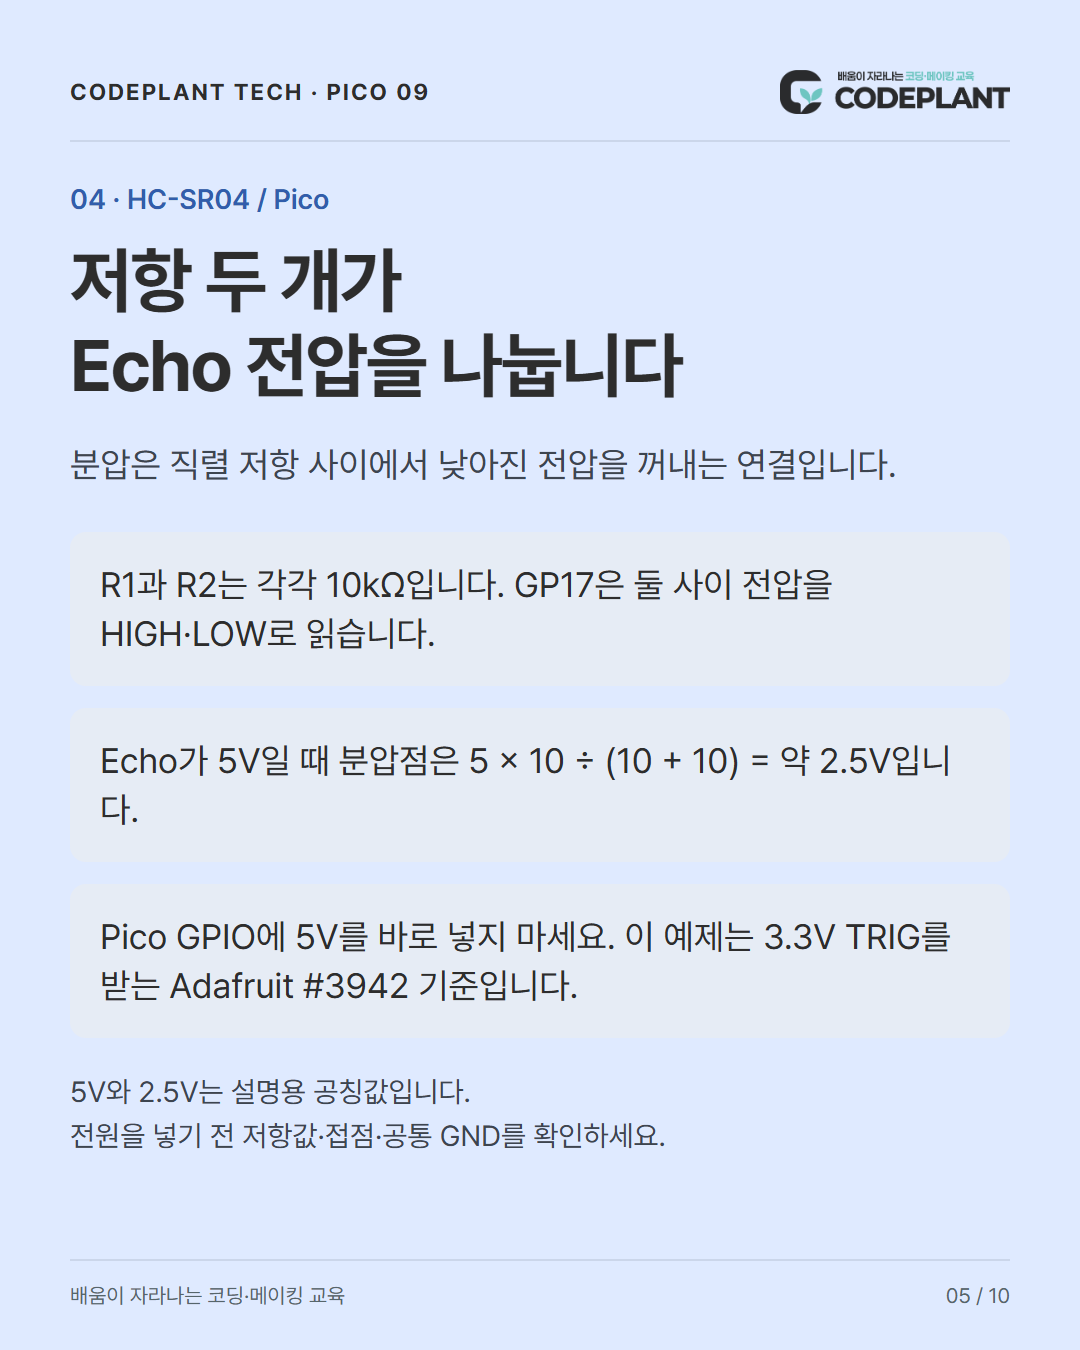 CODEPLANT TECH · PICO 09
배움이 자라나는 코딩·메이킹 교육
CODEPLANT
04 · HC-SR04 / Pico
저항 두 개가
Echo 전압을 나눕니다
분압은 직렬 저항 사이에서 낮아진 전압을 꺼내는 연결입니다.
R1과 R2는 각각 10kΩ입니다. GP17은 둘 사이 전압을
HIGH·LOW로 읽습니다.
Echo가 5V일 때 분압점은 5 × 10 ÷ (10 + 10) = 약 2.5V입니
다.
Pico GPIO에 5V를 바로 넣지 마세요. 이 예제는 3.3V TRIG를
받는 Adafruit #3942 기준입니다.
5V와 2.5V는 설명용 공칭값입니다.
전원을 넣기 전 저항값·접점·공통 GND를 확인하세요.
배움이 자라나는 코딩·메이킹 교육
05 / 10